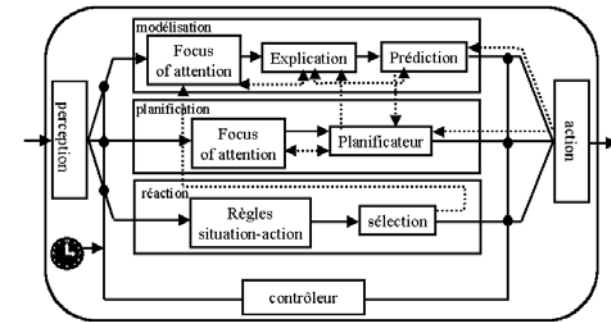 modélisation
Focus
of attention
Explication
Prédiction
perception
planification
Focus
of attention
Planificateur
action
réaction
Règles
situation-action
sélection
contrôleur